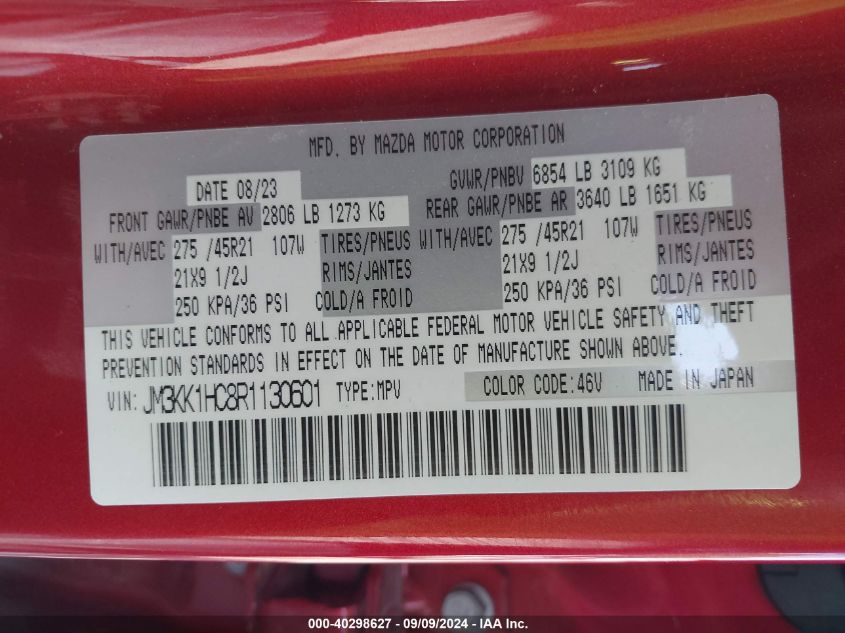 MFD. BY MAZDA MOTOR CORPORATION
DATE 08/23 GVWR/PNBV 6854 LB 3109 KG
FRONT GAWR/PNBE AV 2806 LB 1273 KG REAR GAWR/PNBE AR 3640 LB 1651 KG
WITH/AVEC 275 /45R21 107W TIRES/PNEUS WITH/AVEC 275 /45R21 107W TIRES/PNEUS
21X9 1/2J RIMS/JANTES 21X9 1/2J RIMS/JANTES
250 KPA/36 PSI COLD/A FROID 250 KPA/36 PSI COLD/A FROID
THIS VEHICLE CONFORMS TO ALL APPLICABLE FEDERAL MOTOR VEHICLE SAFETY AND THEFT
PREVENTION STANDARDS IN EFFECT ON THE DATE OF MANUFACTURE SHOWN ABOVE.
VIN: JM3KK1HC8R1130601 TYPE:MPV COLOR CODE:46V MADE IN JAPAN
000-40298627 - 09/09/2024 - IAA Inc.